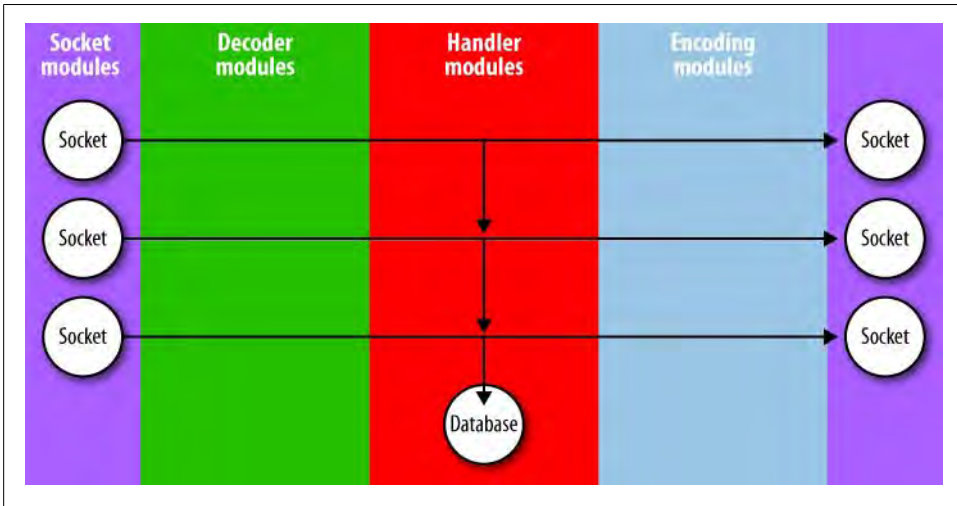 Socket
modules
Decoder
modules
Handler
modules
Encoding
modules
Socket
Socket
Socket
Socket
Socket
Socket
Database